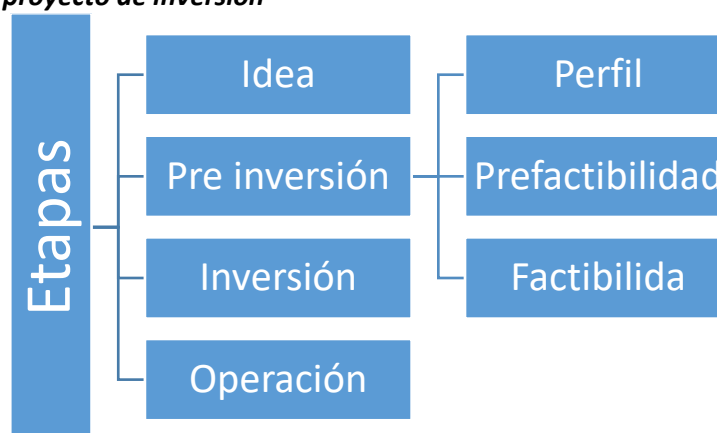 proyecto de inversión
Etapas
Idea
Pre inversión
Inversión
Operación
Perfil
Prefactibilidad
Factibilida